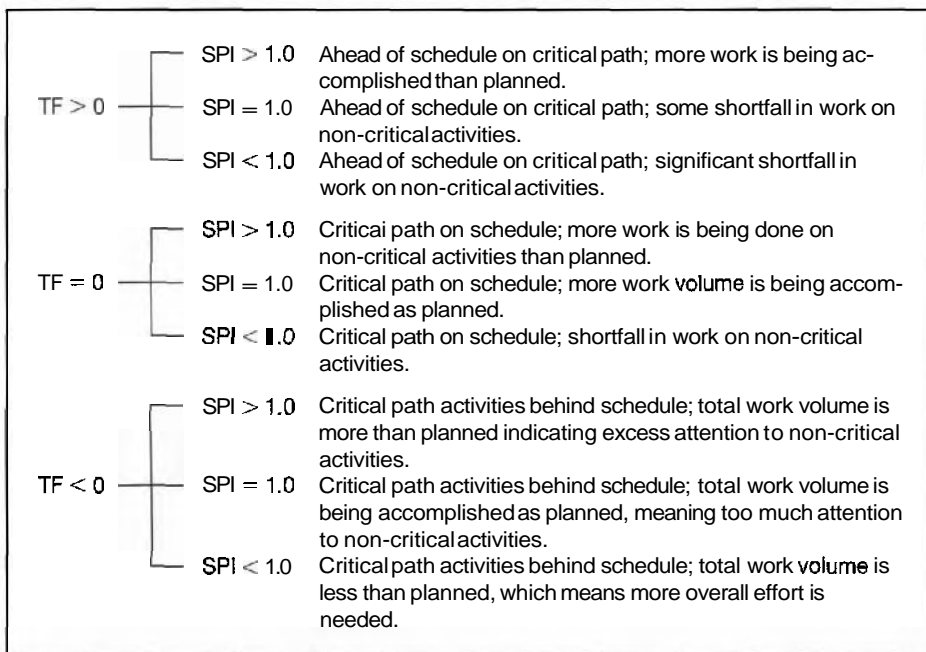 SPI > 1.0 Ahead of schedule on critical path; more work is being ac-
complished than planned.
TF > 0 SPI = 1.0 Ahead of schedule on critical path; some shortfall in work on
non-critical activities.
SPI < 1.0 Ahead of schedule on critical path; significant shortfall in
work on non-critical activities.
SPI > 1.0 Criticai path on schedule; more work is being done on
non-critical activities than planned.
TF = 0 SPI = 1.0 Critical path on schedule; more work volume is being accom-
plished as planned.
SPI < 1.0 Critical path on schedule; shortfall in work on non-critical
activities.
SPI > 1.0 Critical path activities behind schedule; total work volume is
more than planned indicating excess attention to non-critical
activities.
TF < 0 SPI = 1.0 Critical path activities behind schedule; total work volume is
being accomplished as planned, meaning too much attention
to non-critical activities.
SPI < 1.0 Critical path activities behind schedule; total work volume is
less than planned, which means more overall effort is
needed.